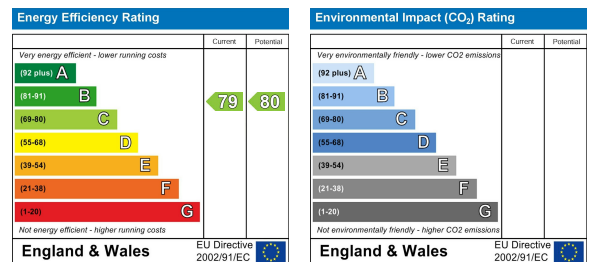 Energy Efficiency Rating
Current Potential
Very energy efficient - lower running costs
(92 plus) A
(81-91) B
79 80
(69-80) C
(55-68) D
(39-54) E
(21-38) F
(1-20) G
Not energy efficient - higher running costs
England & Wales
EU Directive
2002/91/EC
Environmental Impact (CO₂) Rating
Current Potential
Very environmentally friendly - lower CO2 emissions
(92 plus) A
(81-91) B
(69-80) C
(55-68) D
(39-54) E
(21-38) F
(1-20) G
Not environmentally friendly - higher CO2 emissions
England & Wales
EU Directive
2002/91/EC